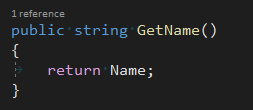 1 reference
public string GetName()
{
return Name;
}